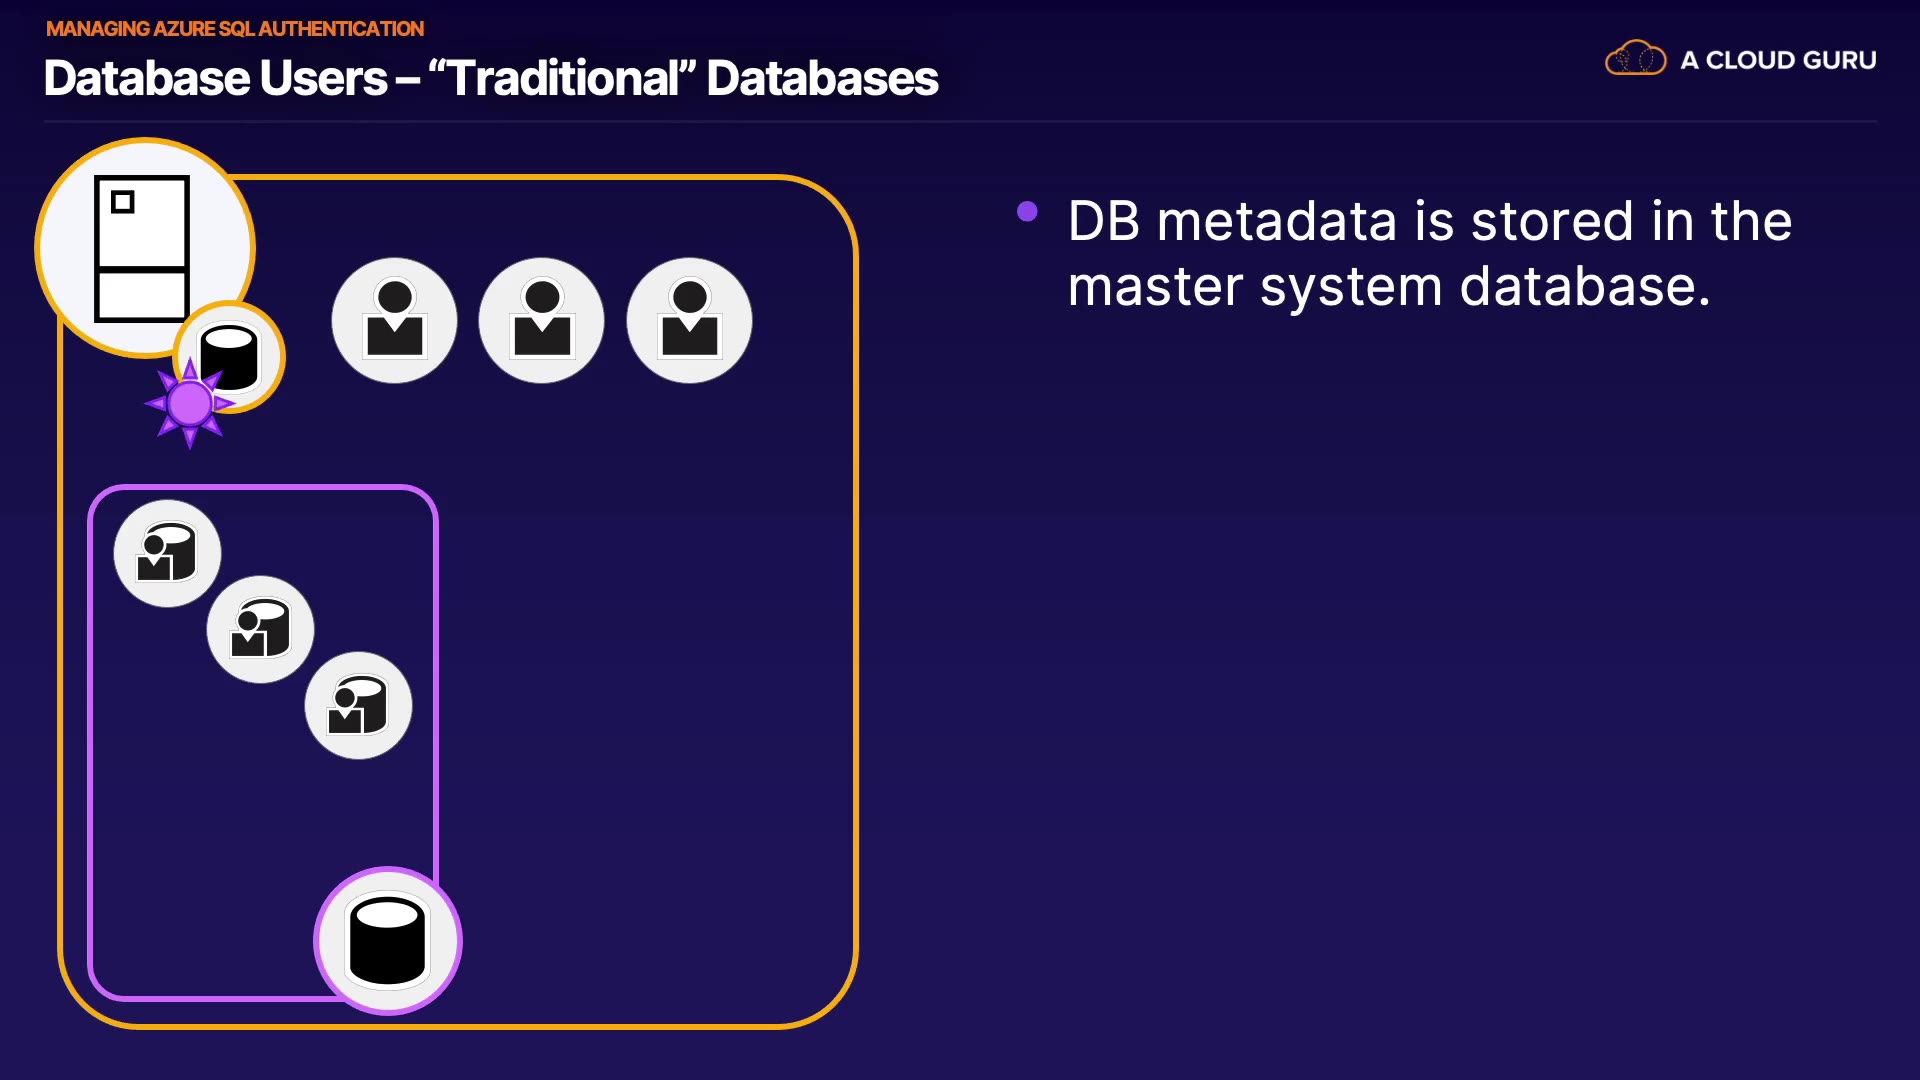 MANAGING AZURE SQL AUTHENTICATION
Database Users – “Traditional” Databases
A CLOUD GURU
DB metadata is stored in the
master system database.